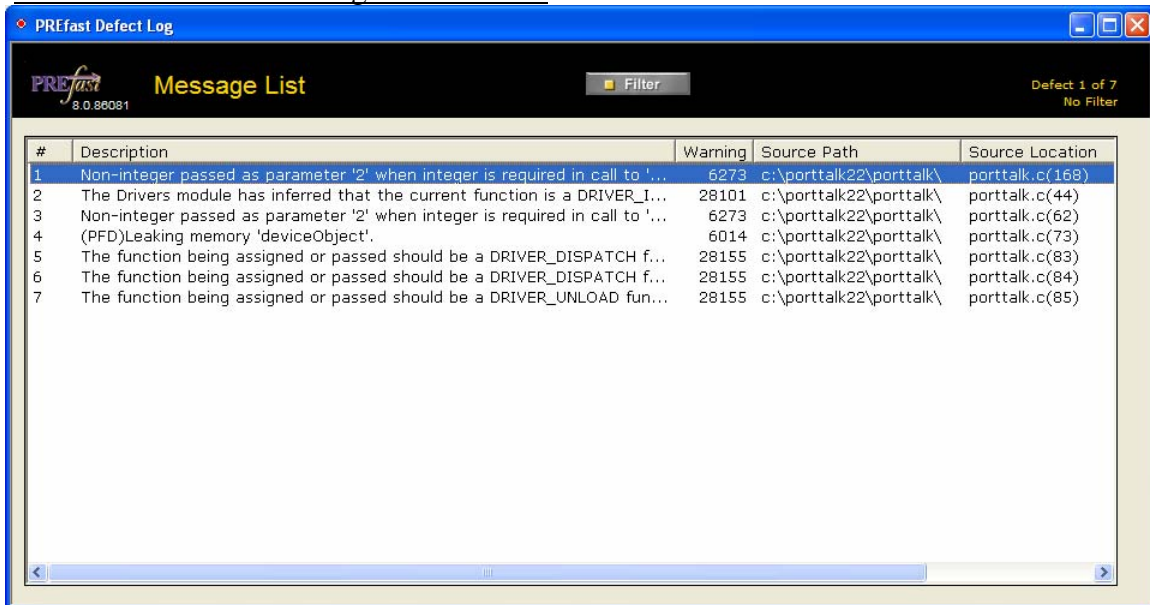 PREfast Defect Log
PREfast
8.0.86081
Message List
Filter
Defect 1 of 7
No Filter
# Description Warning Source Path Source Location
1 Non-integer passed as parameter '2' when integer is required in call to '... 6273 c:\porttalk22\porttalk\ porttalk.c(168)
2 The Drivers module has inferred that the current function is a DRIVER_I... 28101 c:\porttalk22\porttalk\ porttalk.c(44)
3 Non-integer passed as parameter '2' when integer is required in call to '... 6273 c:\porttalk22\porttalk\ porttalk.c(62)
4 (PFD)Leaking memory 'deviceObject'. 6014 c:\porttalk22\porttalk\ porttalk.c(73)
5 The function being assigned or passed should be a DRIVER_DISPATCH f... 28155 c:\porttalk22\porttalk\ porttalk.c(83)
6 The function being assigned or passed should be a DRIVER_DISPATCH f... 28155 c:\porttalk22\porttalk\ porttalk.c(84)
7 The function being assigned or passed should be a DRIVER_UNLOAD fun... 28155 c:\porttalk22\porttalk\ porttalk.c(85)